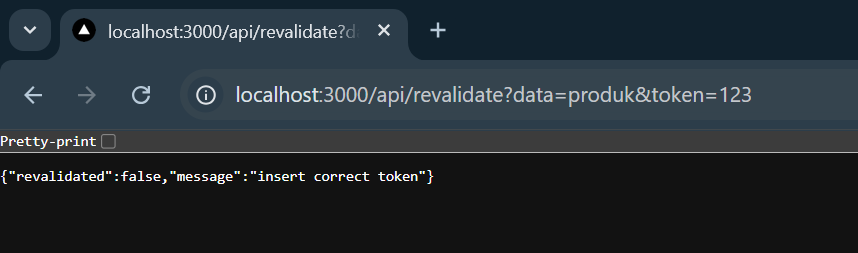 localhost:3000/api/revalidate?d
localhost:3000/api/revalidate?data=produk&token=123
Pretty-print
{"revalidated":false,"message":"insert correct token"}